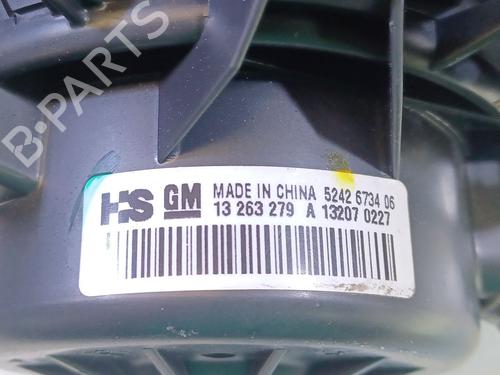 B-PARTS
HS GM MADE IN CHINA 5242 6734 06
13 263 279 A 13207 0227